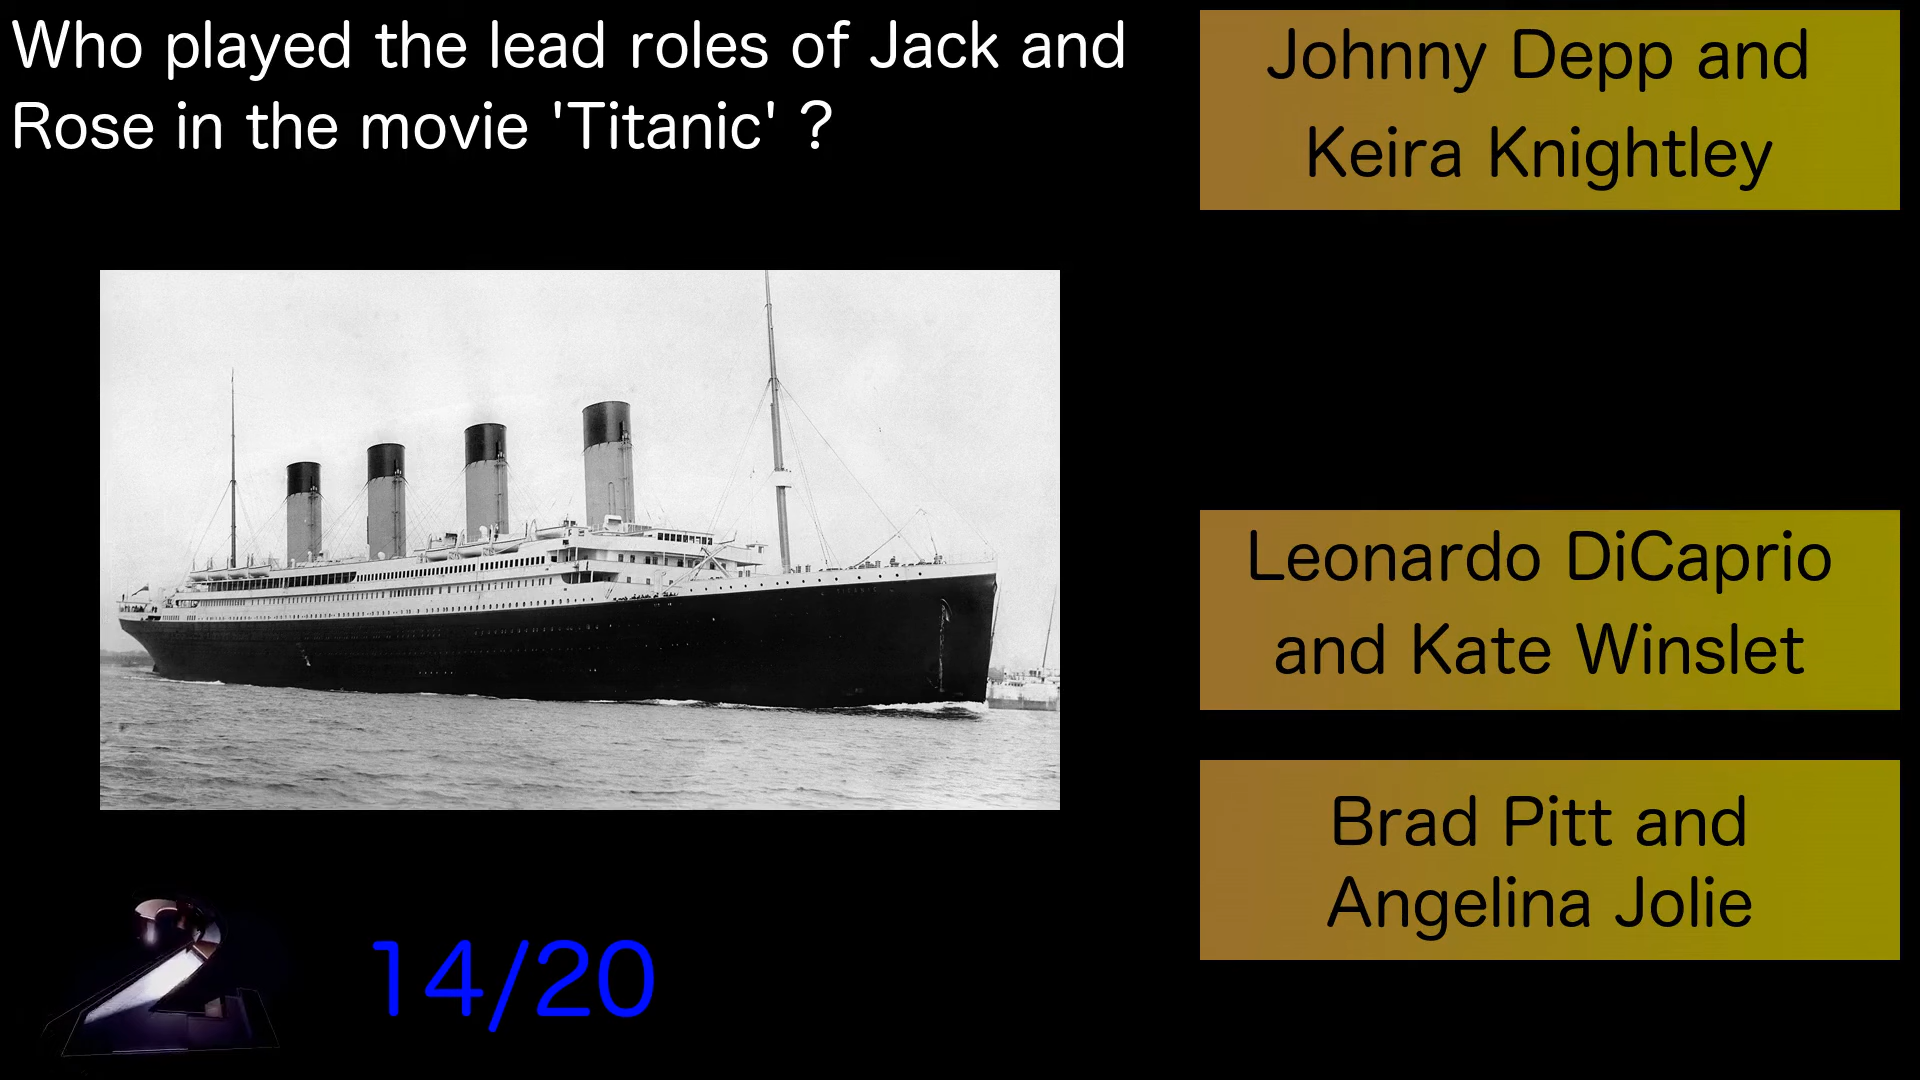 Who played the lead roles of Jack and
Rose in the movie 'Titanic' ?
Johnny Depp and
Keira Knightley
Leonardo DiCaprio
and Kate Winslet
Brad Pitt and
Angelina Jolie
2
14/20